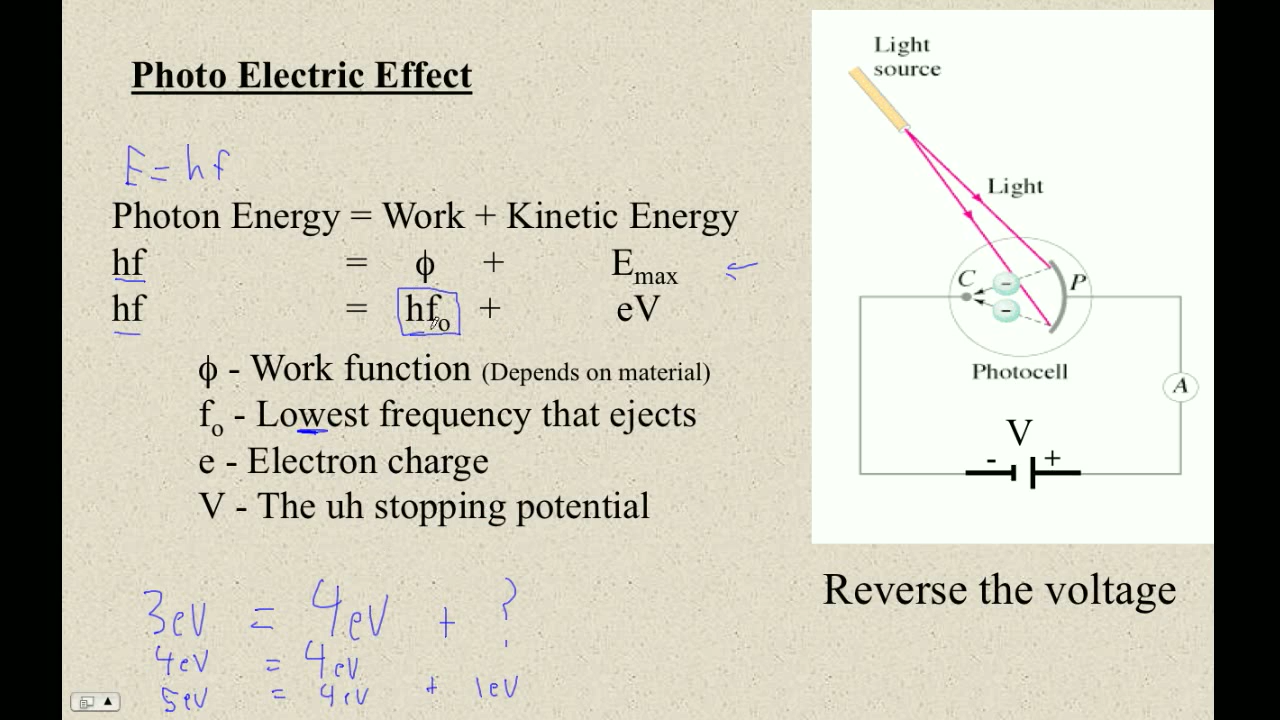 Photo Electric Effect
E = hf
Photon Energy = Work + Kinetic Energy
hf = ϕ + Emax
hf = hfo + eV
ϕ - Work function (Depends on material)
fo - Lowest frequency that ejects
e - Electron charge
V - The uh stopping potential
3eV = 4eV + ?
4eV = 4eV
5eV = 4eV + 1eV
Light
source
Light
C
P
- 
-
Photocell
A
V
- +
Reverse the voltage